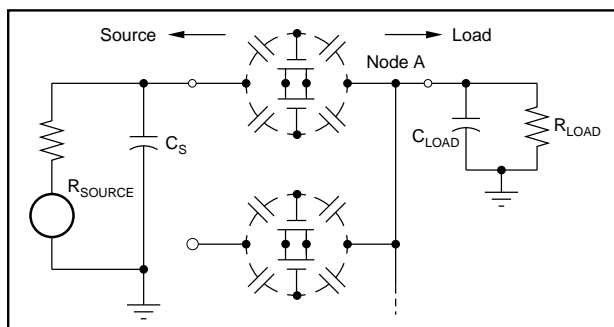 Source
Load
Node A
R_SOURCE
C_S
C_LOAD
R_LOAD